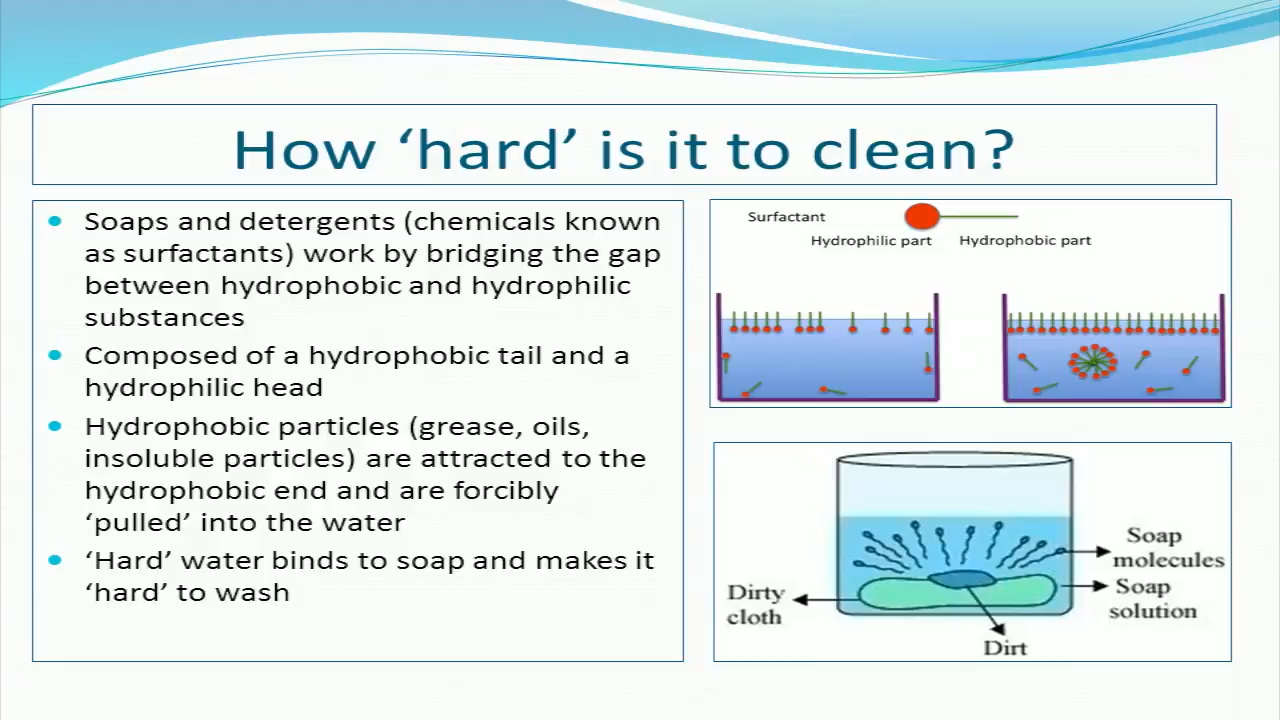 How ‘hard’ is it to clean?
Soaps and detergents (chemicals known
as surfactants) work by bridging the gap
between hydrophobic and hydrophilic
substances
Composed of a hydrophobic tail and a
hydrophilic head
Hydrophobic particles (grease, oils,
insoluble particles) are attracted to the
hydrophobic end and are forcibly
‘pulled’ into the water
‘Hard’ water binds to soap and makes it
‘hard’ to wash
Surfactant
Hydrophilic part
Hydrophobic part
Soap
molecules
Soap
solution
Dirty
cloth
Dirt